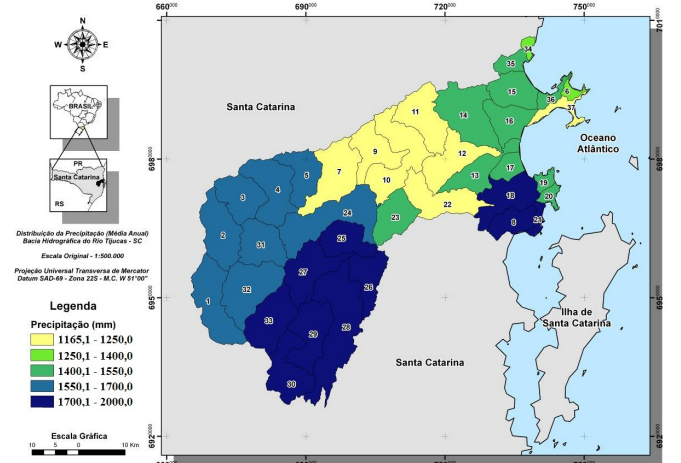 660000
690000
720000
750000
701
N
W
E
S
BRASIL
PR
Santa Catarina
RS
Distribuição da Precipitação (Média Anual)
Bacia Hidrográfica do Rio Tijucas - SC
Escala Original - 1:500.000
Projeção Universal Transversa de Mercator
Datum SAD-69 - Zona 22S - M.C. W 51°00"
Legenda
Precipitação (mm)
1165,1 - 1250,0
1250,1 - 1400,0
1400,1 - 1550,0
1550,1 - 1700,0
1700,1 - 2000,0
Escala Gráfica
10 5 0 10 Km
Santa Catarina
Oceano
Atlântico
Ilha de
Santa Catarina
Santa Catarina
34
35
15
36
6
37
11
14
16
9
12
17
5
7
10
13
4
3
18
19
20
24
23
22
8
21
2
31
25
27
26
32
1
33
28
29
30
698
695
692